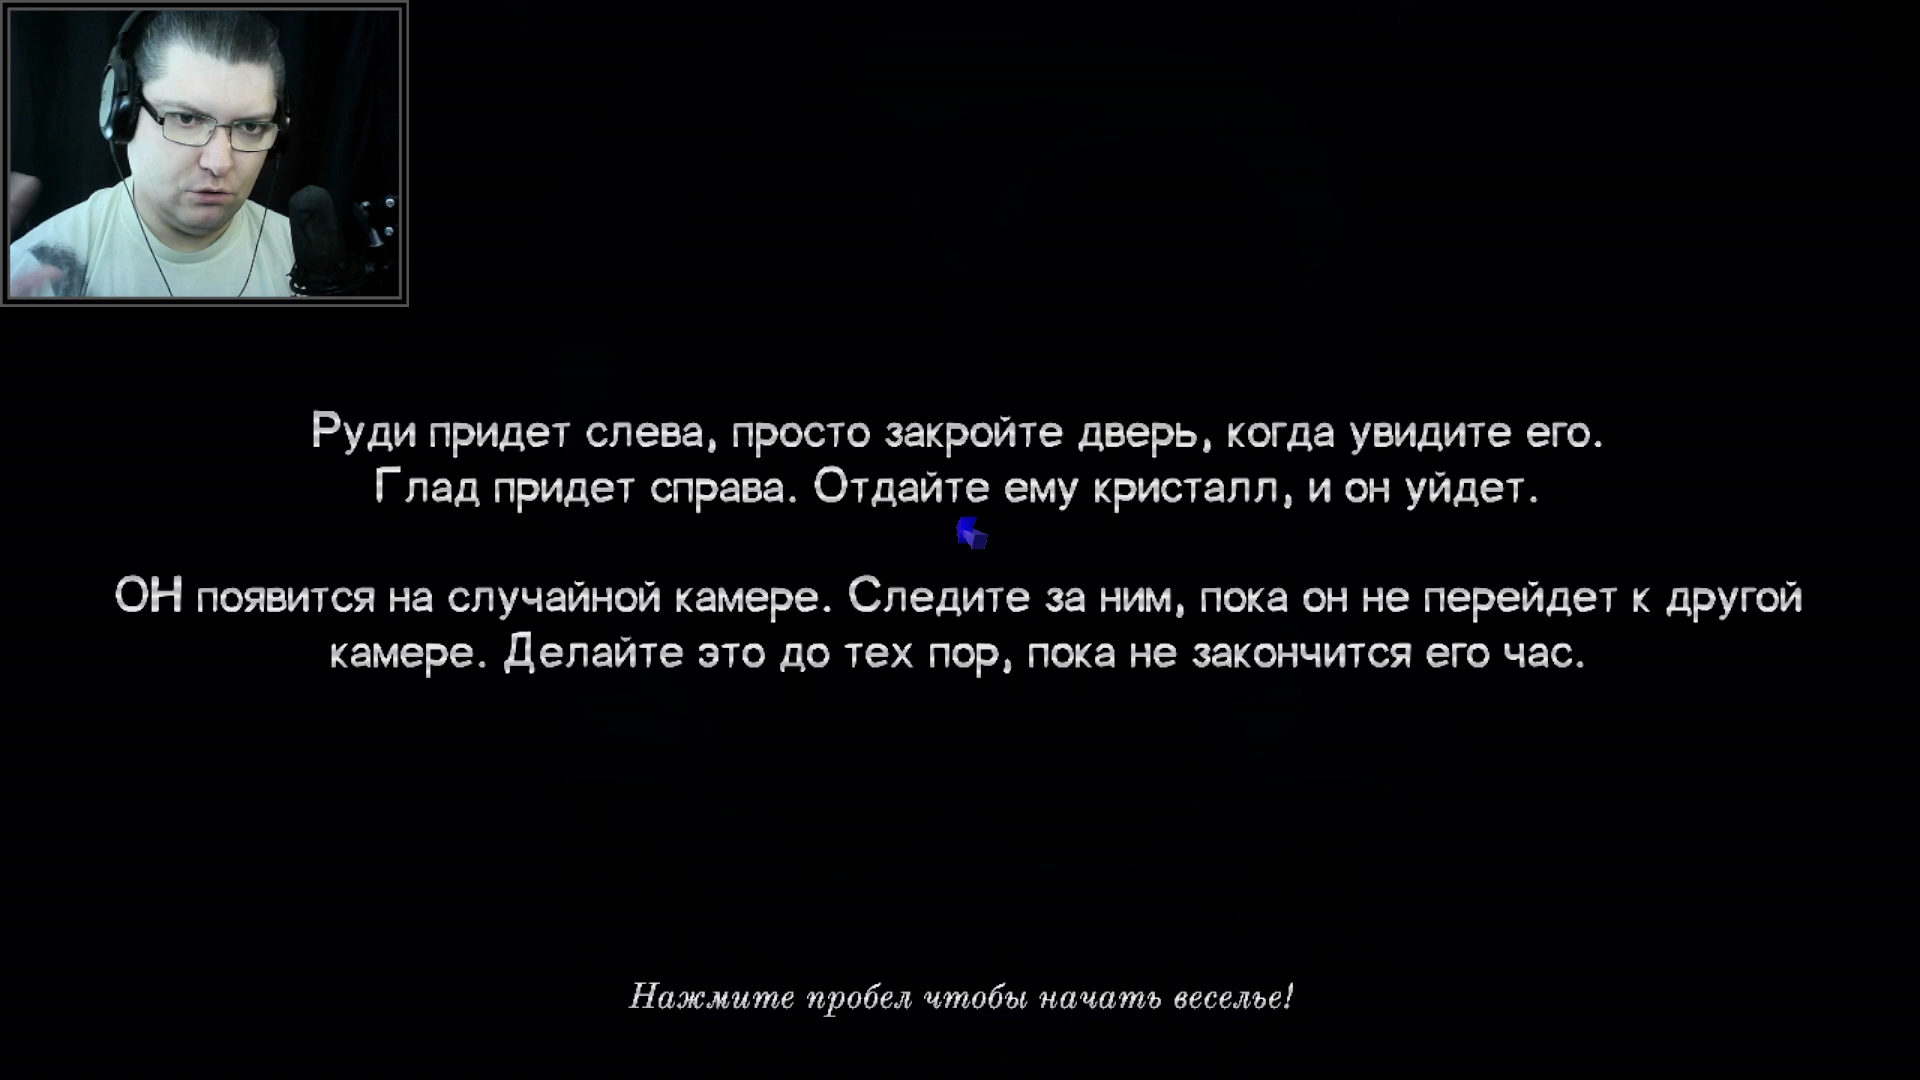 Руди придет слева, просто закройте дверь, когда увидите его.
Глад придет справа. Отдайте ему кристалл, и он уйдет.
ОН появится на случайной камере. Следите за ним, пока он не перейдет к другой
камере. Делайте это до тех пор, пока не закончится его час.
Нажмите пробел чтобы начать веселье!